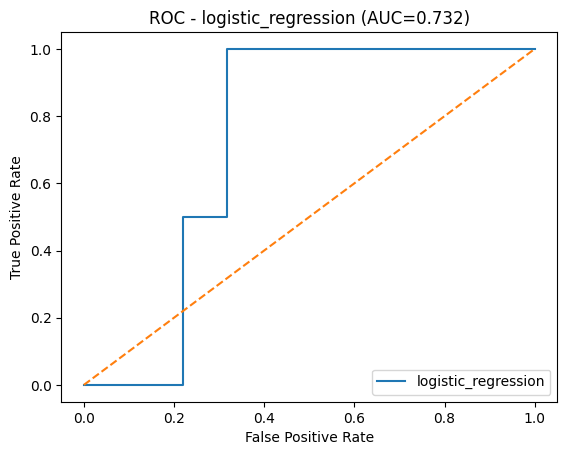 ROC - logistic_regression (AUC=0.732)
True Positive Rate
1.0
0.8
0.6
0.4
0.2
0.0
logistic_regression
0.0 0.2 0.4 0.6 0.8 1.0
False Positive Rate